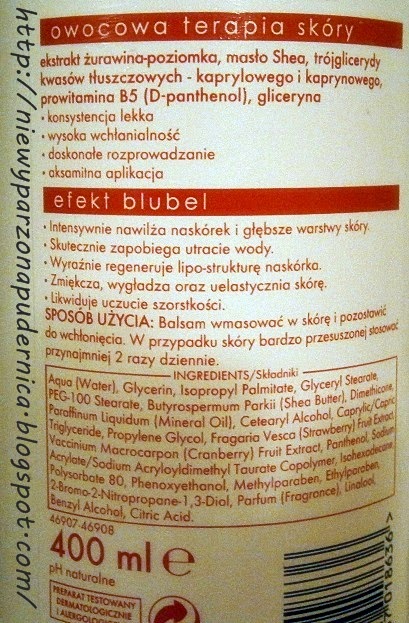 http://niewyparzonapudernica.blogspot.com/
owocowa terapia skóry
ekstrakt żurawina-poziomka, masło Shea, trójglicerydy
kwasów tłuszczowych - kaprylowego i kaprynowego,
prowitamina B5 (D-panthenol), gliceryna
• konsystencja lekka
• wysoka wchłanialność
• doskonałe rozprowadzanie
• aksamitna aplikacja
efekt blubel
• Intensywnie nawilża naskórek i głębsze warstwy skóry.
• Skutecznie zapobiega utracie wody.
• Wyraźnie regeneruje lipo-strukturę naskórka.
• Zmiękcza, wygładza oraz uelastycznia skórę.
• Likwiduje uczucie szorstkości.
SPOSÓB UŻYCIA: Balsam wmasować w skórę i pozostawić
do wchłonięcia. W przypadku skóry bardzo przesuszonej stosować
przynajmniej 2 razy dziennie.
INGREDIENTS/Składniki
Aqua (Water), Glycerin, Isopropyl Palmitate, Glyceryl Stearate,
PEG-100 Stearate, Butyrospermum Parkii (Shea Butter), Dimethicone,
Paraffinum Liquidum (Mineral Oil), Cetearyl Alcohol, Caprylic/Capric
Triglyceride, Propylene Glycol, Fragaria Vesca (Strawberry) Fruit Extract,
Vaccinium Macrocarpon (Cranberry) Fruit Extract, Panthenol, Sodium
Acrylate/Sodium Acryloyldimethyl Taurate Copolymer, Isohexadecane,
Polysorbate 80, Phenoxyethanol, Methylparaben, Ethylparaben,
2-Bromo-2-Nitropropane-1,3-Diol, Parfum (Fragrance), Linalool,
Benzyl Alcohol, Citric Acid.
46907-46908
400 ml e
pH naturalne
PREPARAT TESTOWANY
DERMATOLOGICZNIE
I ALERGOLOGICZNIE